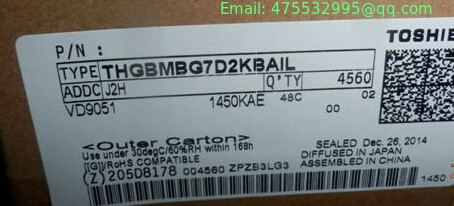 Email: 475532995@qq.com
P/N :
TOSHIB
TYPE THGBMBG7D2KBAIL
ADDC J2H Q'TY 4560
VD9051 1450KAE 48C 00 02
<Outer Carton>
Use under 30degC/60%RH within 168h
[[G]]/RoHS COMPATIBLE
SEALED Dec. 26, 2014
DIFFUSED IN JAPAN
ASSEMBLED IN CHINA
(Z) 205D8178 004560 ZPZB3LG3
1450